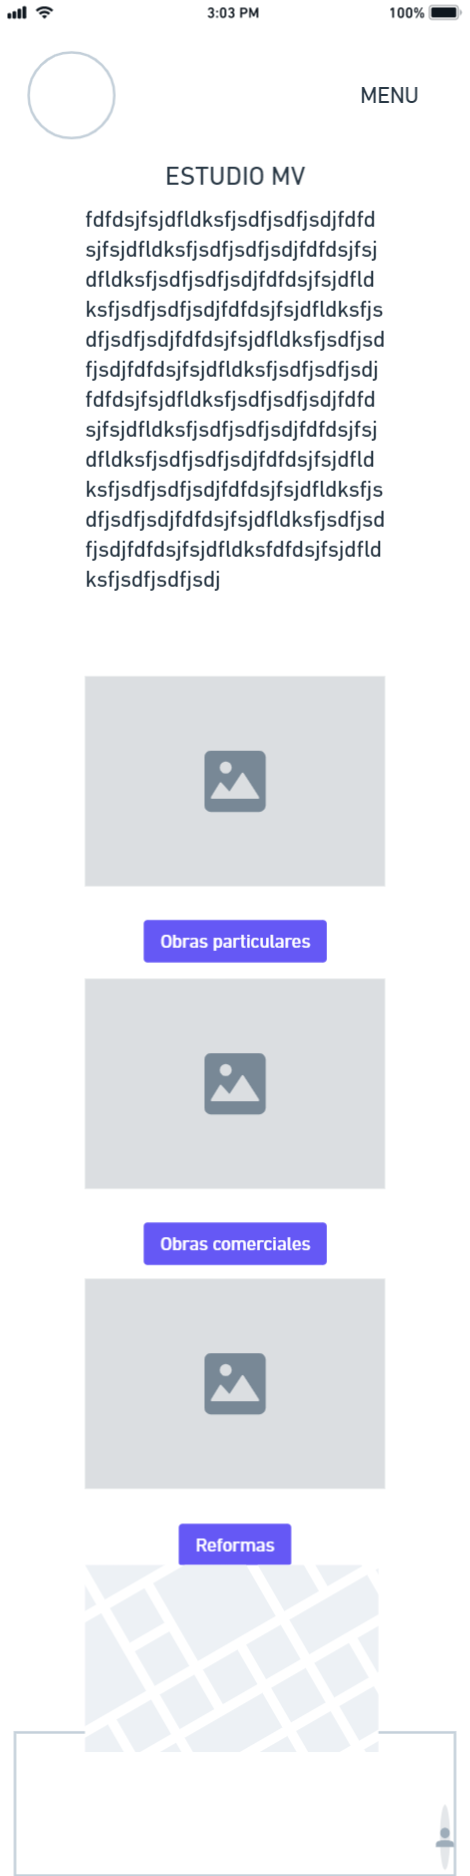 3:03 PM
100%
MENU
ESTUDIO MV
fdfdsjfsjdfldksfjsdfjsdfjsdjfdfd
sjfsjdfldksfjsdfjsdfjsdjfdfdsjfsj
dfldksfjsdfjsdfjsdjfdfdsjfsjdfld
ksfjsdfjsdfjsdjfdfdsjfsjdfldksfjs
dfjsdfjsdjfdfdsjfsjdfldksfjsdfjsd
fjsdjfdfdsjfsjdfldksfjsdfjsdfjsdj
fdfdsjfsjdfldksfjsdfjsdfjsdjfdfd
sjfsjdfldksfjsdfjsdfjsdjfdfdsjfsj
dfldksfjsdfjsdfjsdjfdfdsjfsjdfld
ksfjsdfjsdfjsdjfdfdsjfsjdfldksfjs
dfjsdfjsdjfdfdsjfsjdfldksfjsdfjsd
fjsdjfdfdsjfsjdfldksfdfdsjfsjdfld
ksfjsdfjsdfjsdj
Obras particulares
Obras comerciales
Reformas